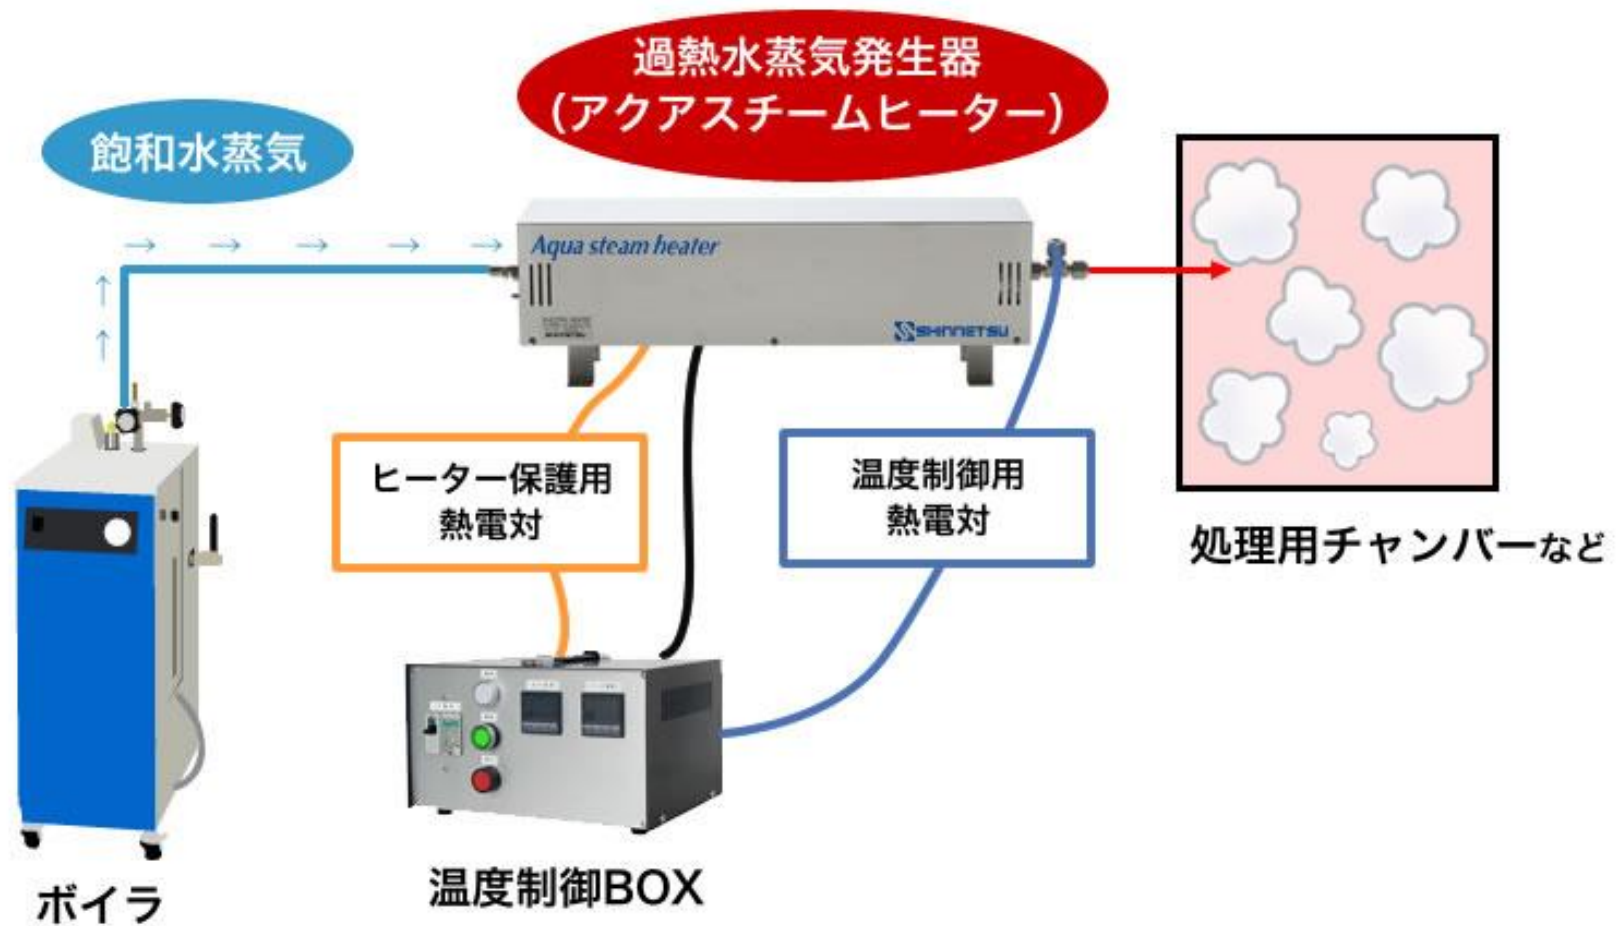 過熱水蒸気発生器
(アクアスチームヒーター)
飽和水蒸気
Aqua steam heater
SHINNETSU
ヒーター保護用
熱電対
温度制御用
熱電対
処理用チャンバーなど
温度制御BOX
ボイラ